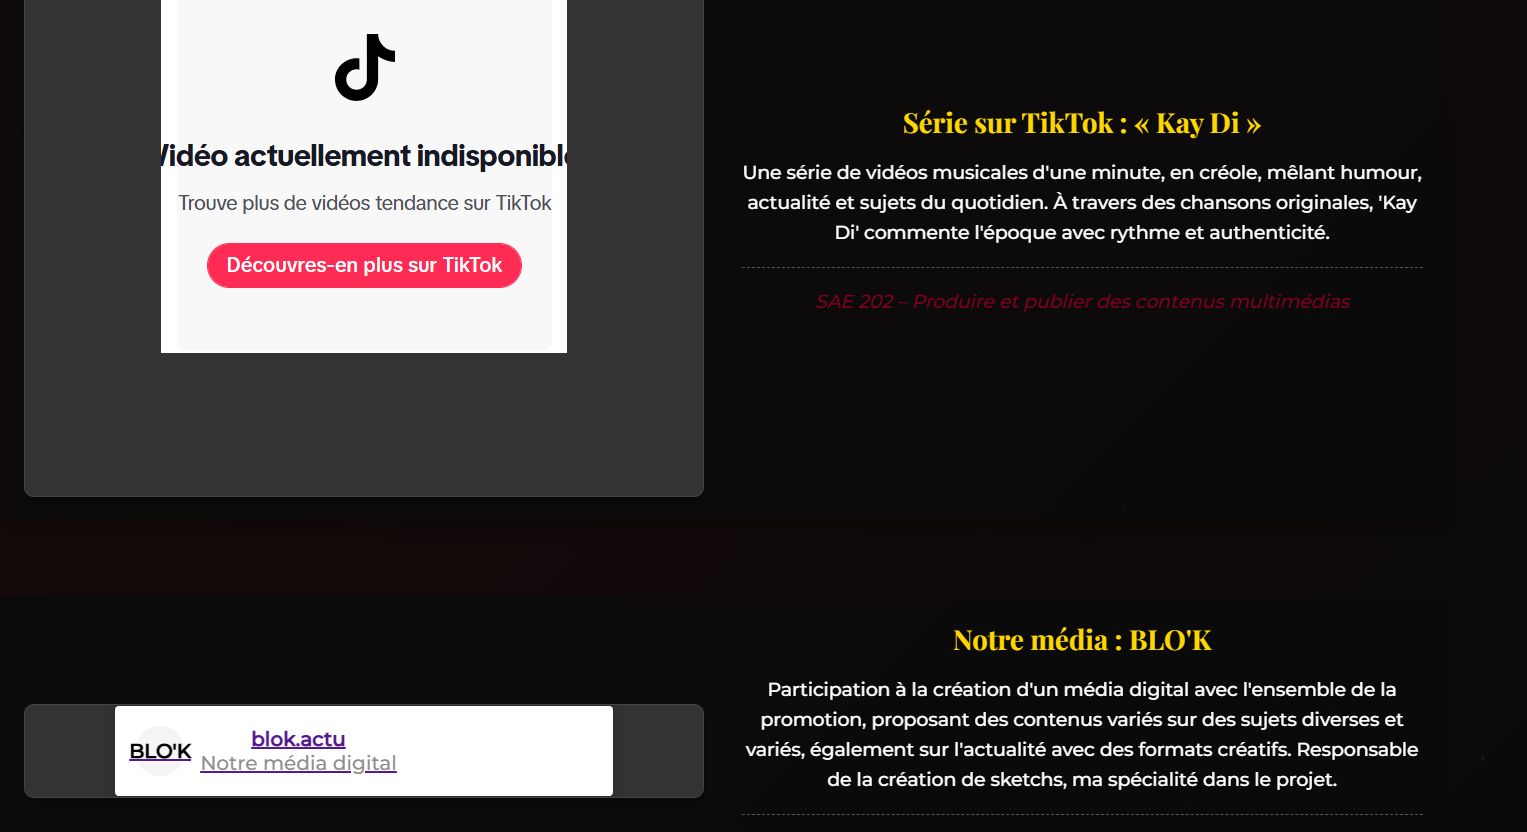 Vidéo actuellement indisponible
Trouve plus de vidéos tendance sur TikTok
Découvres-en plus sur TikTok
Série sur TikTok : « Kay Di »
Une série de vidéos musicales d'une minute, en créole, mêlant humour,
actualité et sujets du quotidien. À travers des chansons originales, 'Kay
Di' commente l'époque avec rythme et authenticité.
SAE 202 – Produire et publier des contenus multimédias
BLO'K
blok.actu
Notre média digital
Notre média : BLO'K
Participation à la création d'un média digital avec l'ensemble de la
promotion, proposant des contenus variés sur des sujets diverses et
variés, également sur l'actualité avec des formats créatifs. Responsable
de la création de sketchs, ma spécialité dans le projet.